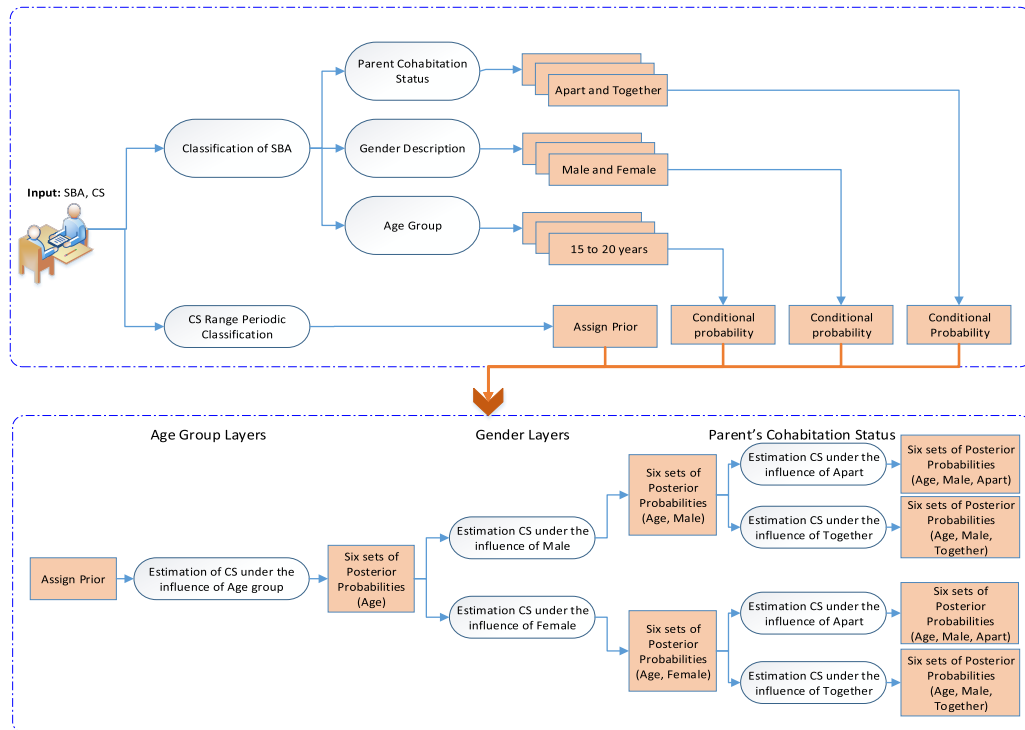 Parent Cohabitation
Status
Apart and Together
Classification of SBA
Gender Description
Male and Female
Input: SBA, CS
Age Group
15 to 20 years
CS Range Periodic
Classification
Assign Prior
Conditional
probability
Conditional
probability
Conditional
Probability
Age Group Layers
Gender Layers
Parent's Cohabitation Status
Assign Prior
Estimation of CS under the
influence of Age group
Six sets of
Posterior
Probabilities
(Age)
Estimation CS under the
influence of Male
Six sets of
Posterior
Probabilities
(Age, Male)
Estimation CS under the
influence of Apart
Six sets of Posterior
Probabilities
(Age, Male, Apart)
Estimation CS under the
influence of Together
Six sets of Posterior
Probabilities
(Age, Male,
Together)
Estimation CS under the
influence of Female
Six sets of
Posterior
Probabilities
(Age, Female)
Estimation CS under the
influence of Apart
Six sets of
Posterior
Probabilities
(Age, Male, Apart)
Estimation CS under the
influence of Together
Six sets of Posterior
Probabilities
(Age, Male,
Together)